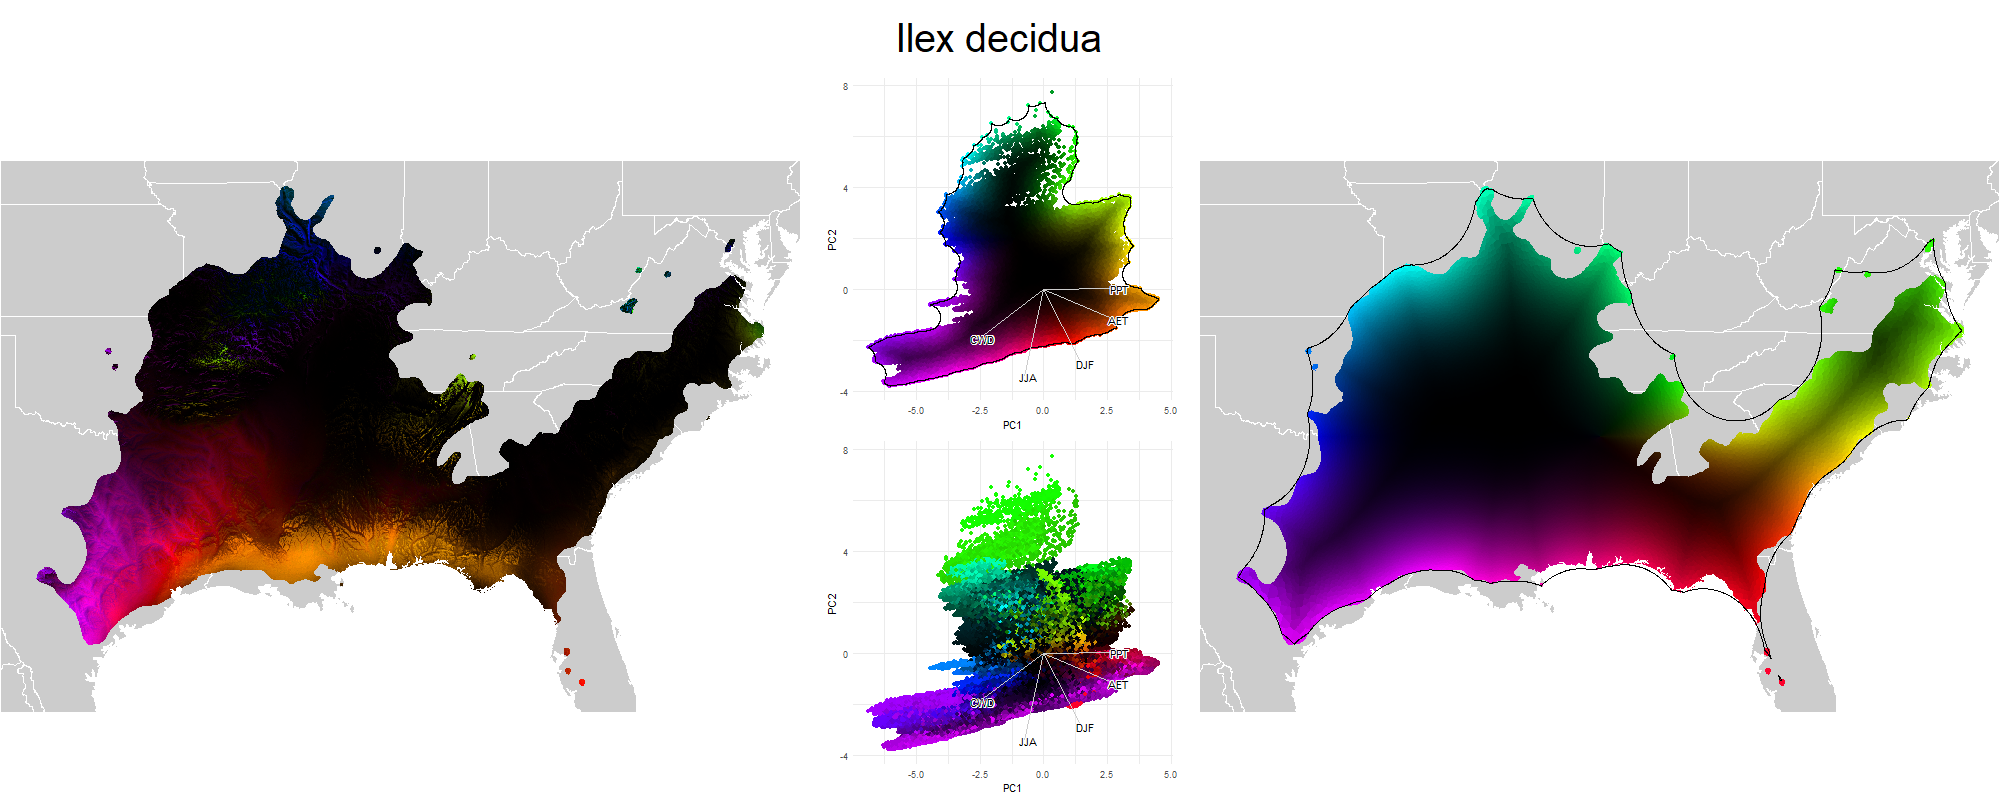 Ilex decidua
8
4
0
-4
PC2
PPT
AET
CWD
DJF
JJA
-5.0 -2.5 0.0 2.5 5.0
PC1
8
4
0
-4
PC2
PPT
AET
CWD
DJF
JJA
-5.0 -2.5 0.0 2.5 5.0
PC1